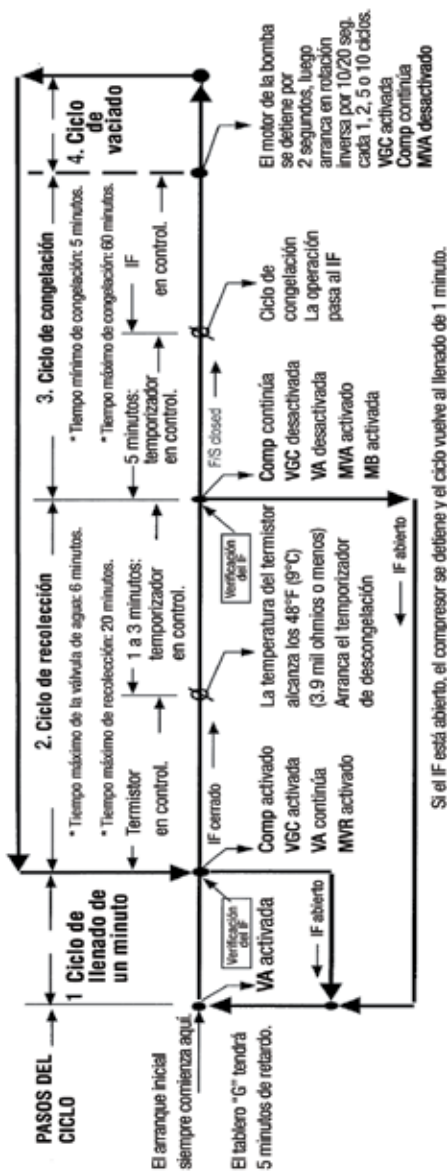 PASOS DEL
CICLO
1 Ciclo de
llenado de
un minuto
2. Ciclo de recolección
* Tiempo máximo de la válvula de agua: 6 minutos.
* Tiempo máximo de recolección: 20 minutos.
Termistor
en control.
1 a 3 minutos:
temporizador
en control.
3. Ciclo de congelación
* Tiempo mínimo de congelación: 5 minutos.
* Tiempo máximo de congelación: 60 minutos.
5 minutos:
temporizador
en control.
IF
en control.
4. Ciclo
de
vaciado
El arranque inicial
siempre comienza aquí.
El tablero "G" tendrá
5 minutos de retardo.
VA activada
Verificación
del IF
IF abierto
IF cerrado
Comp activado
VGC activada
VA continúa
MVR activado
La temperatura del termistor
alcanza los 48°F (9°C)
(3.9 mil ohmios o menos)
Arranca el temporizador
de descongelación
Verificación
del IF
F/S closed
Comp continúa
VGC desactivada
VA desactivada
MVA activado
MB activada
Ciclo de
congelación
La operación
pasa al IF
El motor de la bomba
se detiene por
2 segundos, luego
arranca en rotación
inversa por 10/20 seg.
cada 1, 2, 5 o 10 ciclos.
VGC activada
Comp continúa
MVA desactivado
IF abierto
Si el IF está abierto, el compresor se detiene y el ciclo vuelve al llenado de 1 minuto.